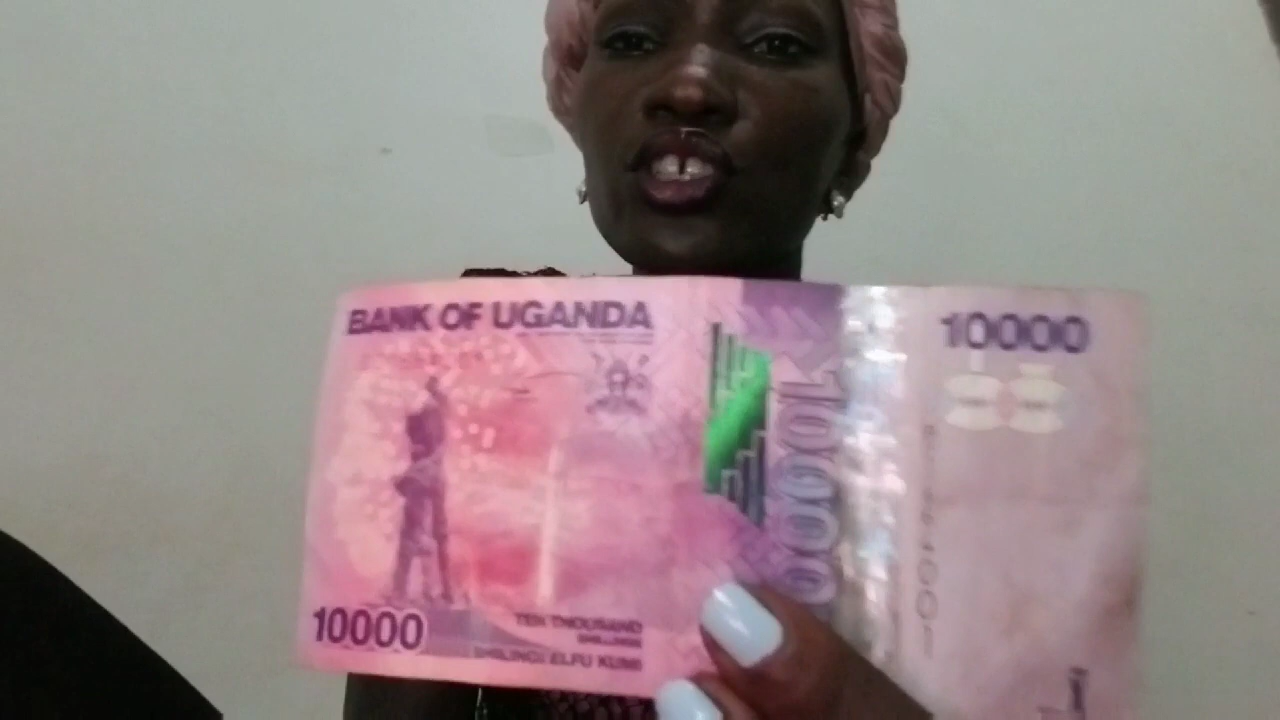 BANK OF UGANDA
10000
10000
10000
TEN THOUSAND
SHILLINGS
SHILINGI ELFU KUMI